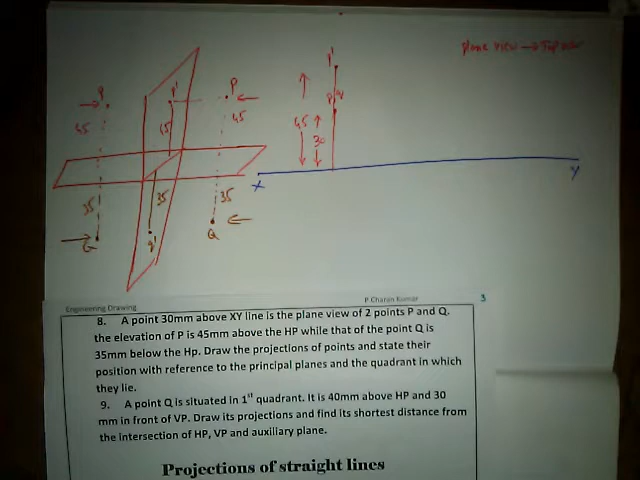 plane view → Top view
P
P'
P
P'
45
45
45
45
30
p, q
X
Y
35
35
35
Q
q'
Q
Engineering Drawing
P Charan Kumar
3
8. A point 30mm above XY line is the plane view of 2 points P and Q.
the elevation of P is 45mm above the HP while that of the point Q is
35mm below the Hp. Draw the projections of points and state their
position with reference to the principal planes and the quadrant in which
they lie.
9. A point Q is situated in 1st quadrant. It is 40mm above HP and 30
mm in front of VP. Draw its projections and find its shortest distance from
the intersection of HP, VP and auxillary plane.
Projections of straight lines